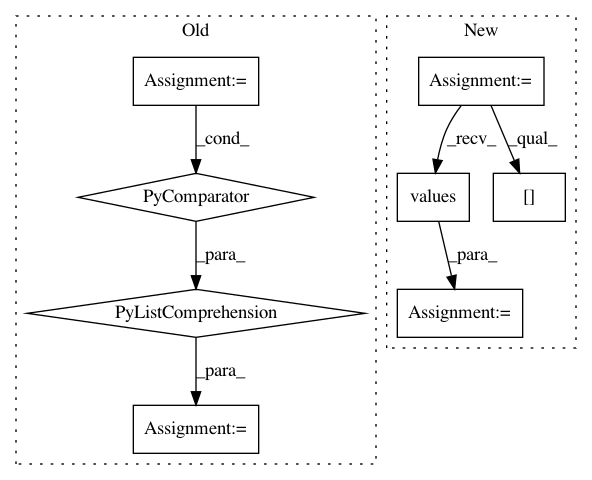 Old
New
Assignment:=
Assignment:=
_cond_
_recv_
_qual_
PyComparator
values
[]
_para_
_para_
PyListComprehension
Assignment:=
_para_
Assignment:=